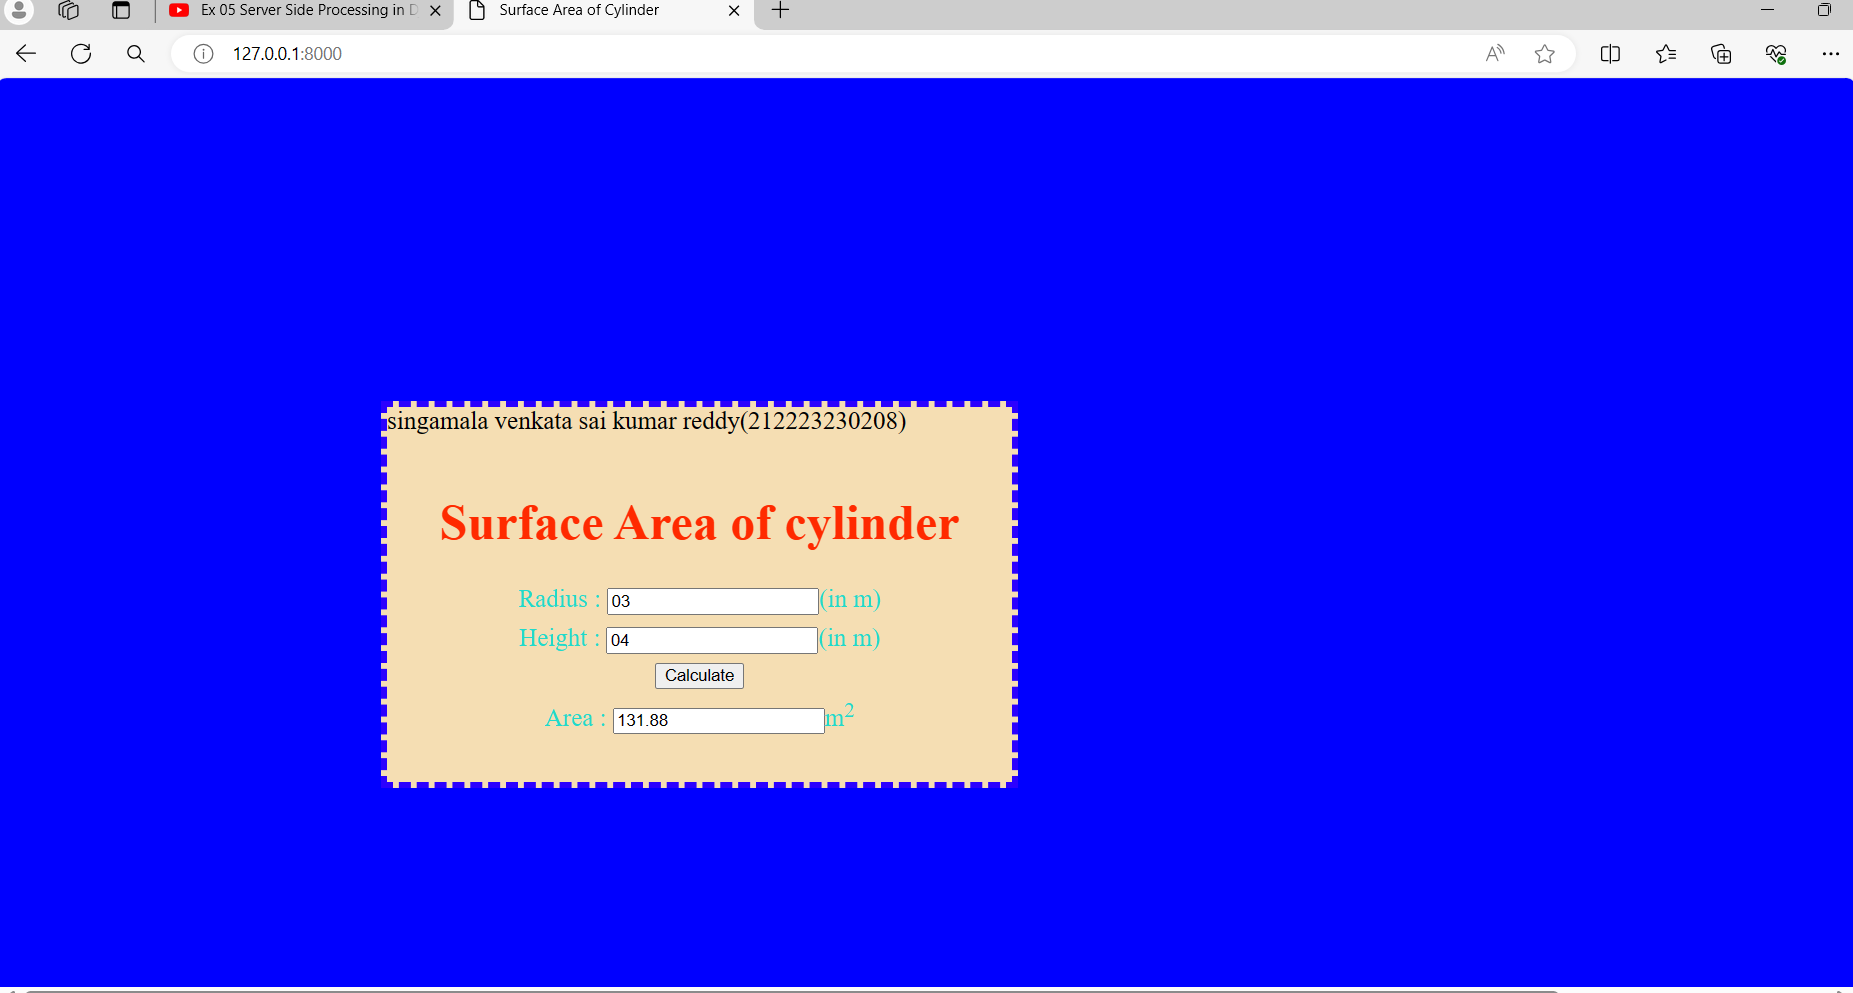 Ex 05 Server Side Processing in D
Surface Area of Cylinder
127.0.0.1:8000
singamala venkata sai kumar reddy(212223230208)
Surface Area of cylinder
Radius : 03 (in m)
Height : 04 (in m)
Calculate
Area : 131.88 m²